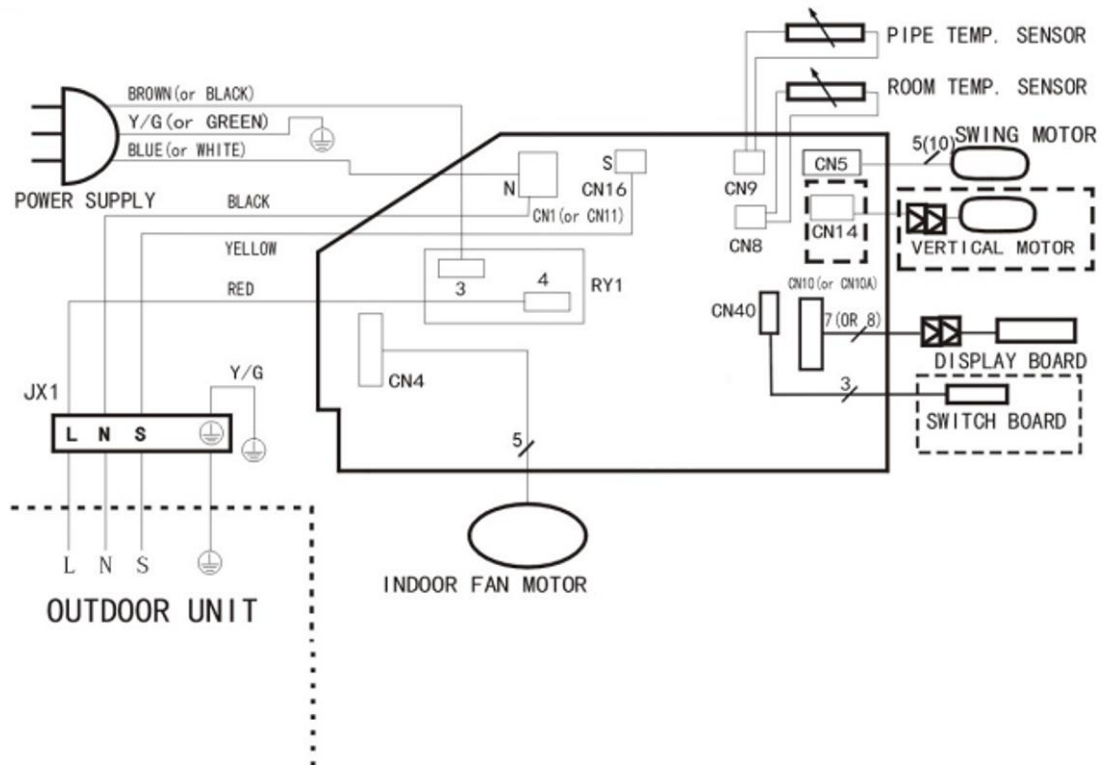 PIPE TEMP. SENSOR
ROOM TEMP. SENSOR
BROWN(or BLACK)
Y/G(or GREEN)
BLUE(or WHITE)
POWER SUPPLY
5(10)
SWING MOTOR
N
S
CN16
CN1(or CN11)
CN9
CN5
CN8
CN14
VERTICAL MOTOR
BLACK
YELLOW
RED
3
4
RY1
CN4
CN10(or CN10A)
CN40
7(OR 8)
DISPLAY BOARD
3
SWITCH BOARD
Y/G
JX1
L N S
5
L N S
INDOOR FAN MOTOR
OUTDOOR UNIT